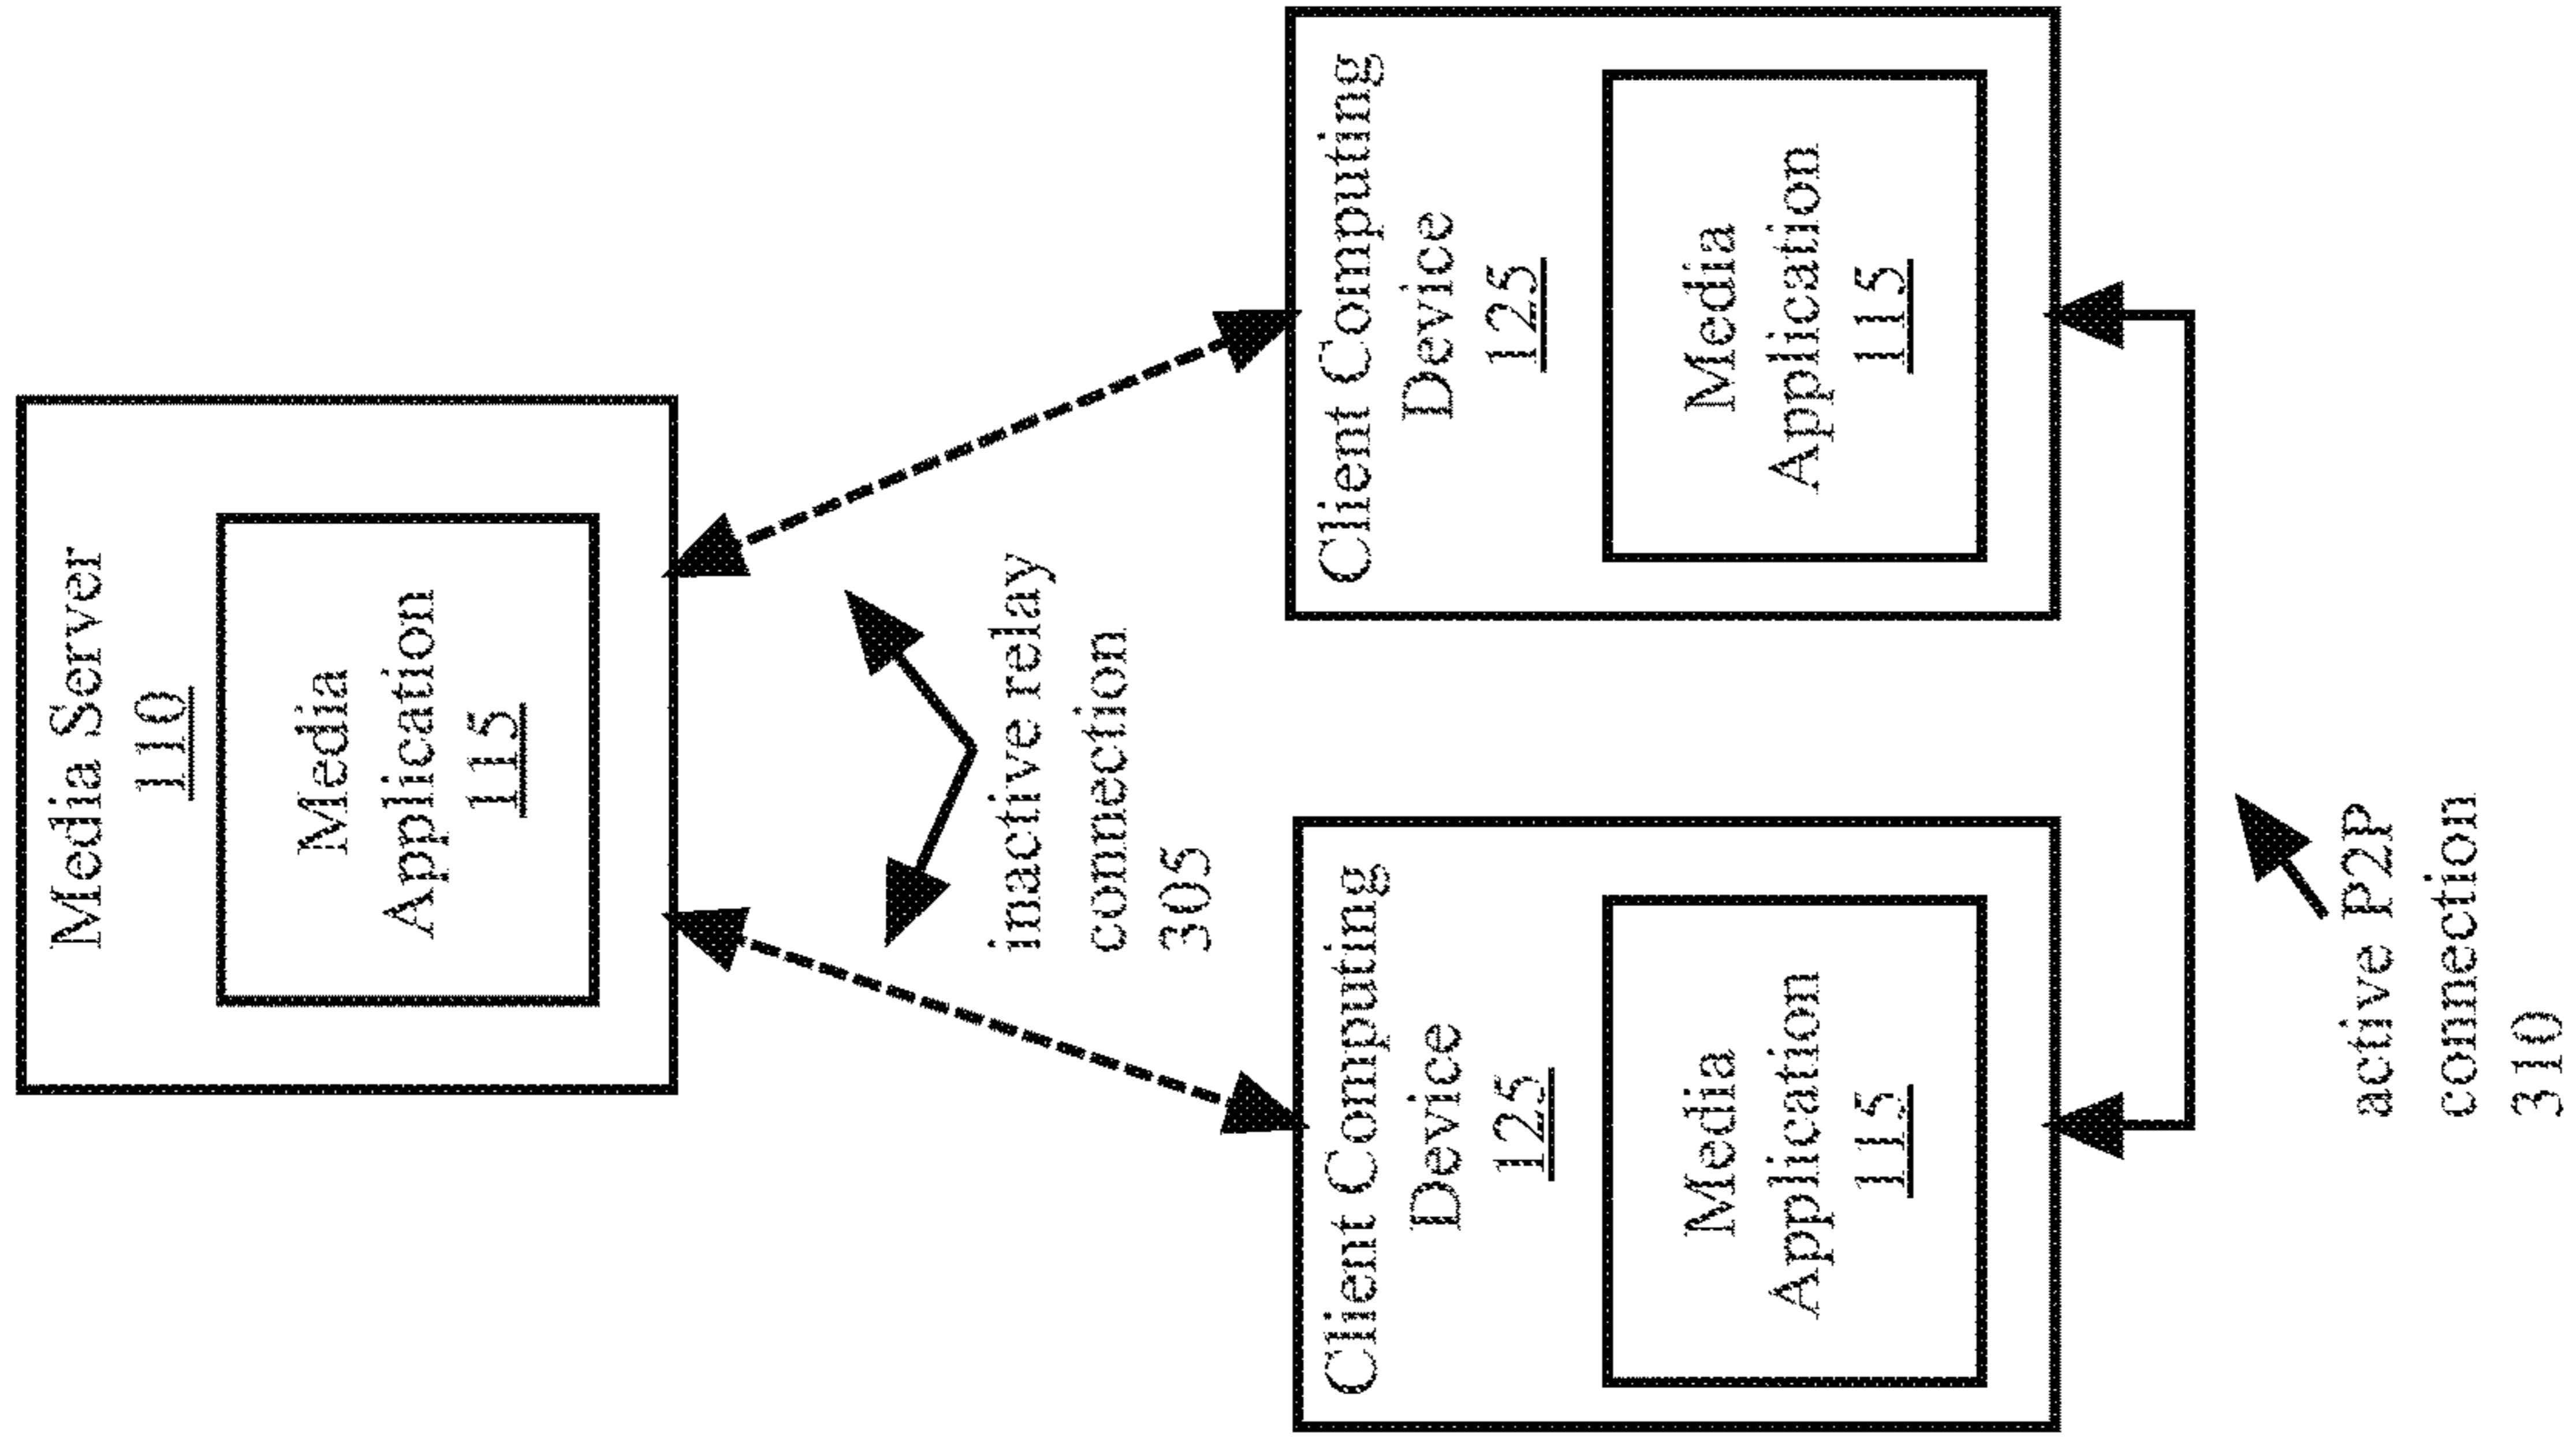 Media Server
110
Media
Application
115
inactive relay
connection
305
Client Computing
Device
125
Media
Application
115
Client Computing
Device
125
Media
Application
115
active P2P
connection
310